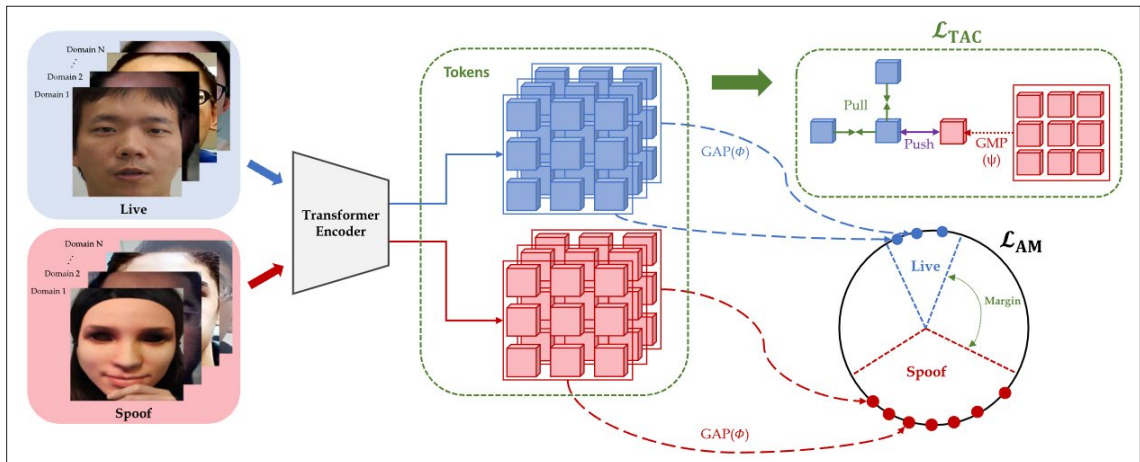 Domain N
Domain 2
Domain 1
Live
Domain N
Domain 2
Domain 1
Spoof
Transformer
Encoder
Tokens
GAP(Φ)
GAP(Φ)
ℒTAC
Pull
Push
GMP
(ψ)
ℒAM
Live
Margin
Spoof